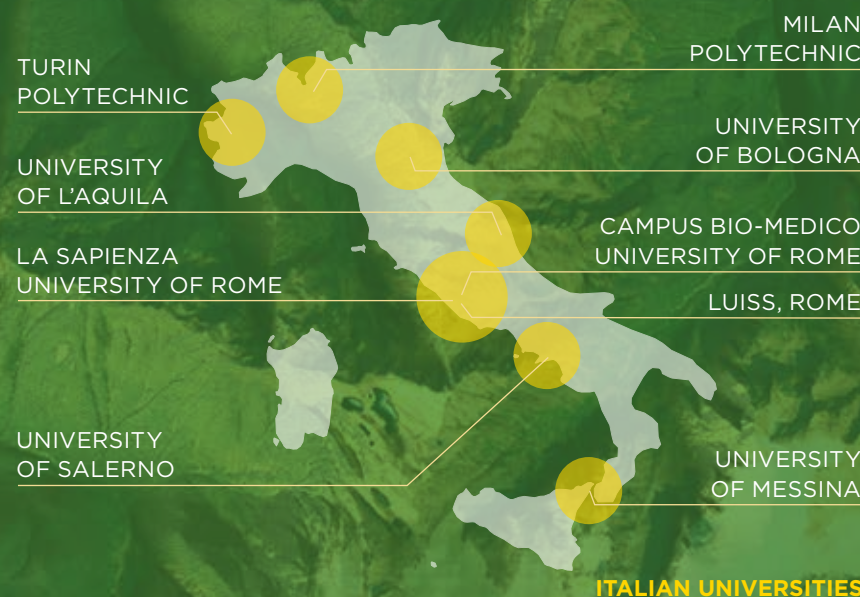 TURIN
POLYTECHNIC
UNIVERSITY
OF L'AQUILA
LA SAPIENZA
UNIVERSITY OF ROME
UNIVERSITY
OF SALERNO
MILAN
POLYTECHNIC
UNIVERSITY
OF BOLOGNA
CAMPUS BIO-MEDICO
UNIVERSITY OF ROME
LUISS, ROME
UNIVERSITY
OF MESSINA
ITALIAN UNIVERSITIES